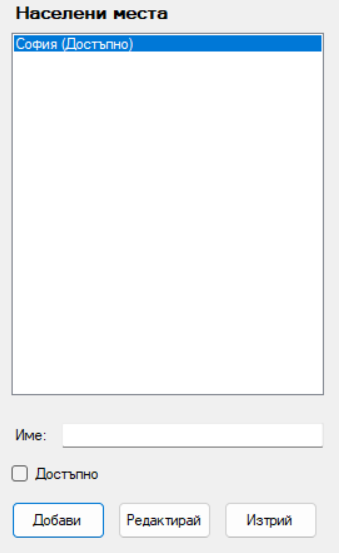 Населени места
София (Достъпно)
Име:
Достъпно
Добави Редактирай Изтрий